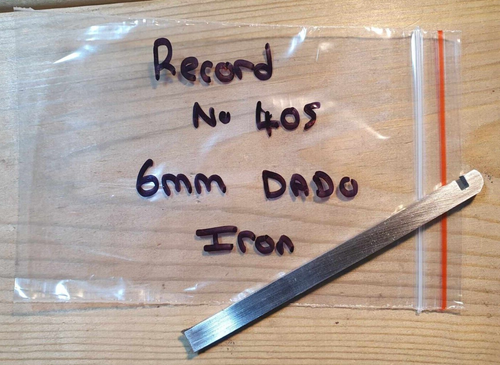 Record
No 405
6mm DADO
Iron